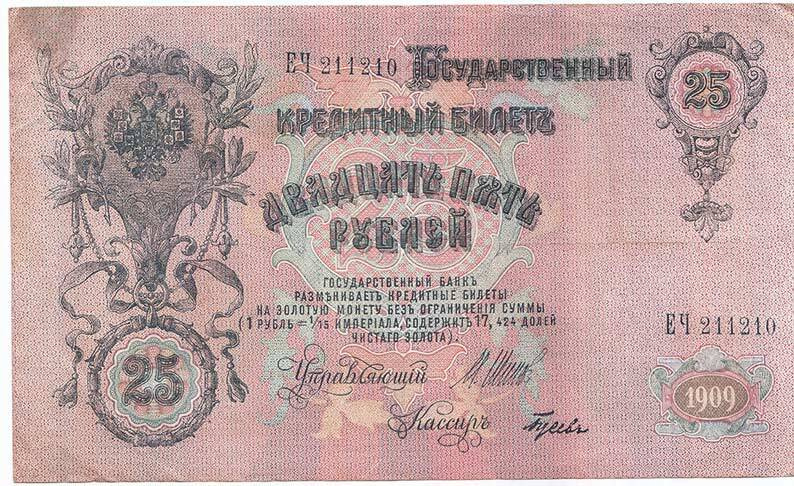 ЕЧ 211210 Государственный
25
Кредитный Билетъ
Двадцать Пять
Рублей
Государственный Банкъ
размѣниваетъ кредитные билеты
на золотую монету безъ ограниченія суммы
(1 рубль = 1/15 имперіала, содержитъ 17, 424 долей
чистаго золота).
ЕЧ 211210
25
Управляющій
1909
Кассиръ